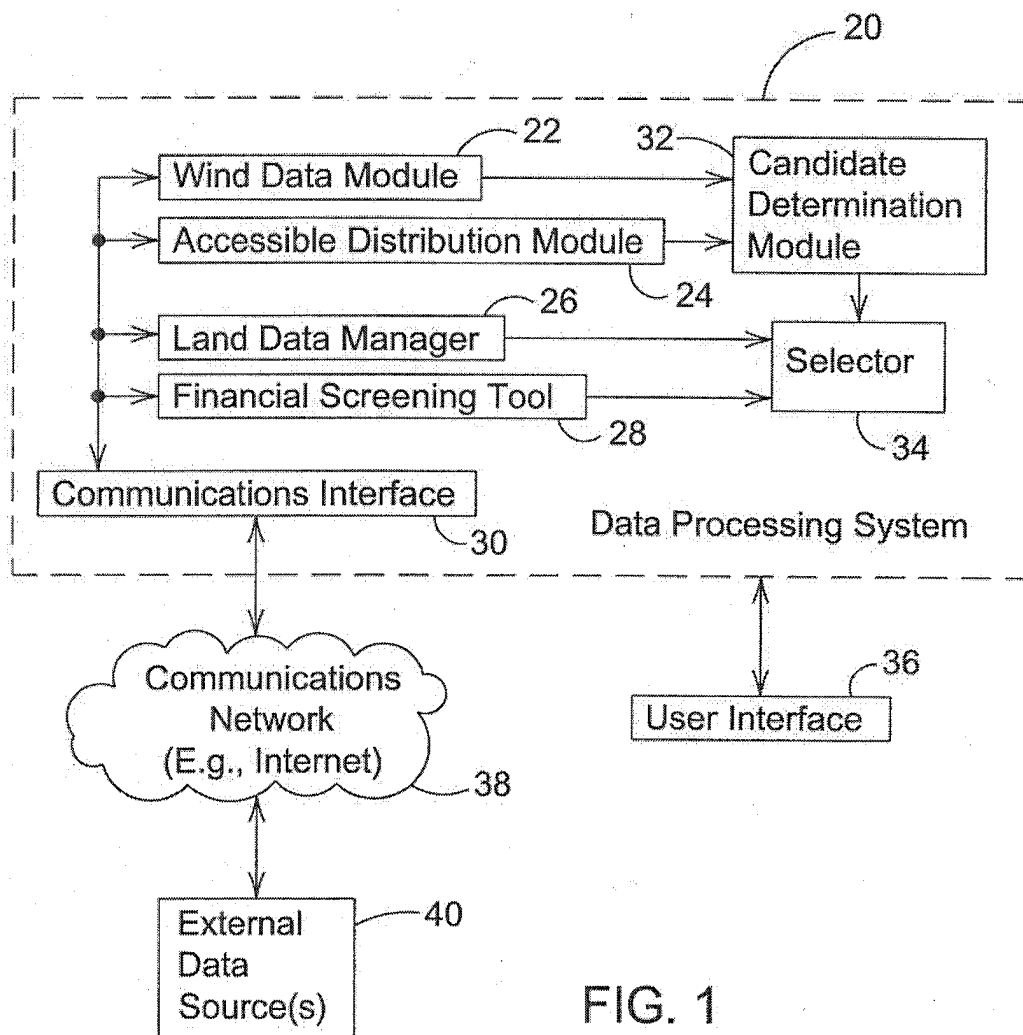 20
22
32
Wind Data Module
Candidate
Determination
Module
Accessible Distribution Module
24
26
Land Data Manager
Selector
Financial Screening Tool
28
34
Communications Interface
30
Data Processing System
Communications
Network
(E.g., Internet)
38
36
User Interface
40
External
Data
Source(s)
FIG. 1